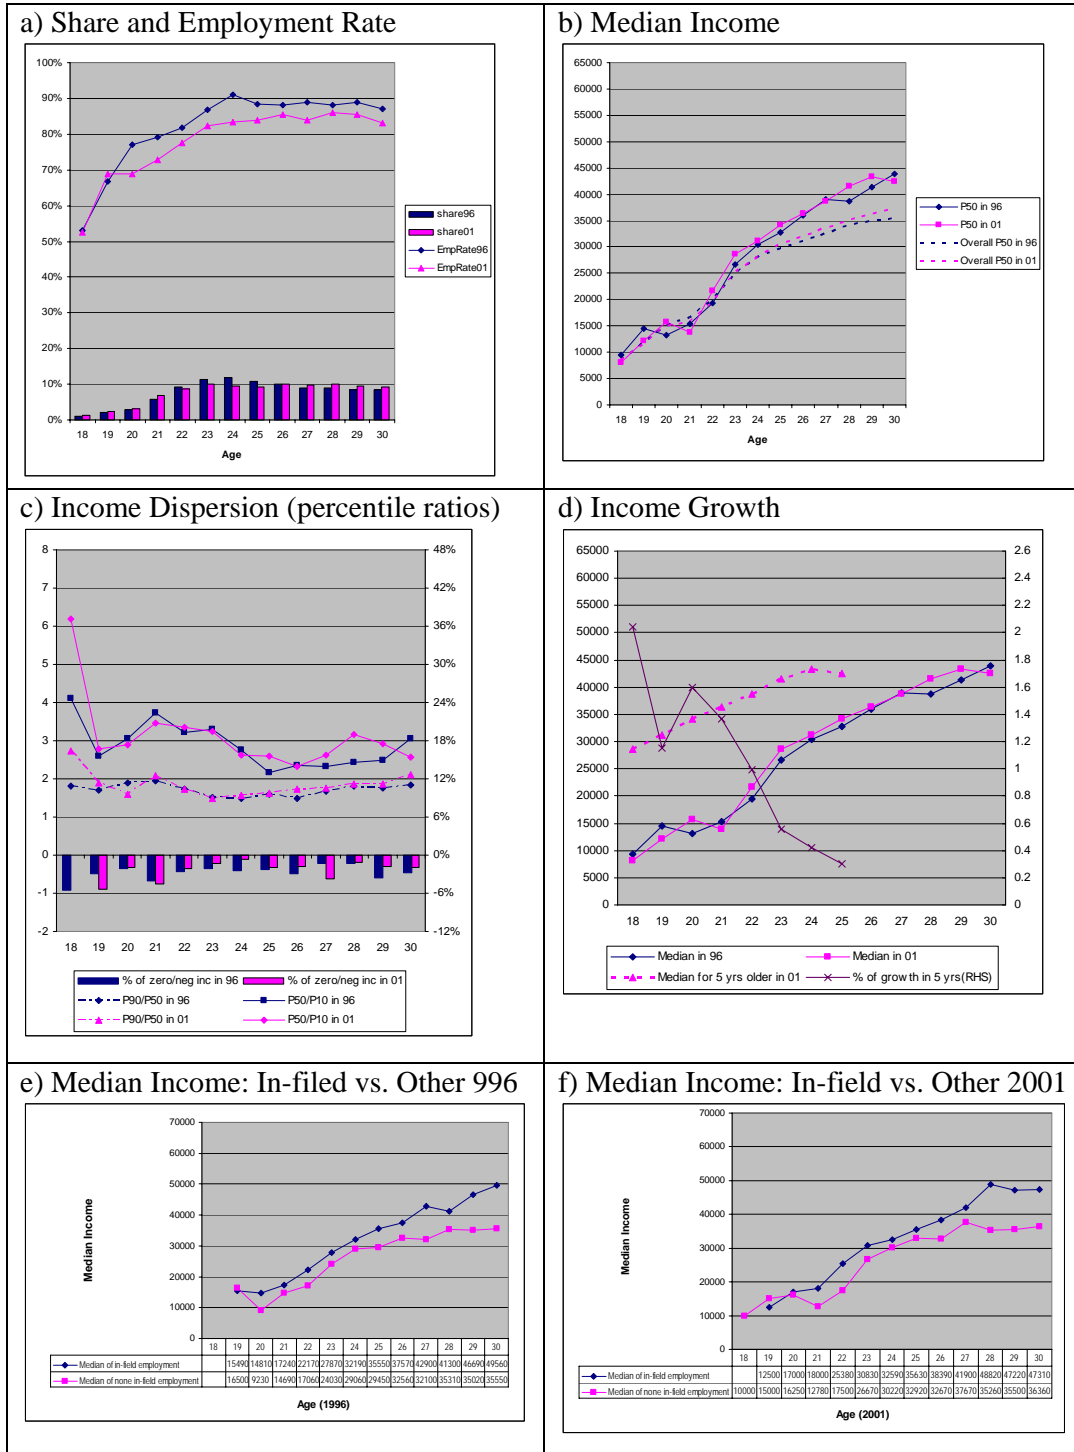 a) Share and Employment Rate
100%
90%
80%
70%
60%
50%
40%
30%
20%
10%
0%
18 19 20 21 22 23 24 25 26 27 28 29 30
Age
share96
share01
EmpRate96
EmpRate01
b) Median Income
65000
60000
55000
50000
45000
40000
35000
30000
25000
20000
15000
10000
5000
0
18 19 20 21 22 23 24 25 26 27 28 29 30
Age
P50 in 96
P50 in 01
Overall P50 in 96
Overall P50 in 01
c) Income Dispersion (percentile ratios)
8 48%
7 42%
6 36%
5 30%
4 24%
3 18%
2 12%
1 6%
0 0%
-1 -6%
-2 -12%
18 19 20 21 22 23 24 25 26 27 28 29 30
% of zero/neg inc in 96 % of zero/neg inc in 01
P90/P50 in 96 P50/P10 in 96
P90/P50 in 01 P50/P10 in 01
d) Income Growth
65000 2.6
60000 2.4
55000 2.2
50000 2
45000 1.8
40000 1.6
35000 1.4
30000 1.2
25000 1
20000 0.8
15000 0.6
10000 0.4
5000 0.2
0 0
18 19 20 21 22 23 24 25 26 27 28 29 30
Median in 96 Median in 01
Median for 5 yrs older in 01 % of growth in 5 yrs(RHS)
e) Median Income: In-filed vs. Other 996
Median Income
70000
60000
50000
40000
30000
20000
10000
0
18 19 20 21 22 23 24 25 26 27 28 29 30
Median of in-field employment 15490 14810 17240 22170 27870 32190 35550 37570 42900 41300 46690 49560
Median of none in-field employment 16500 9230 14690 17060 24030 29060 29450 32560 32100 35310 35020 35550
Age (1996)
f) Median Income: In-field vs. Other 2001
Median Income
70000
60000
50000
40000
30000
20000
10000
0
18 19 20 21 22 23 24 25 26 27 28 29 30
Median of in-field employment 12500 17000 18000 25380 30830 32590 35630 38390 41900 48820 47220 47310
Median of none in-field employment 10000 15000 16250 12780 17500 26670 30220 32920 32670 37670 35260 35500 36360
Age (2001)